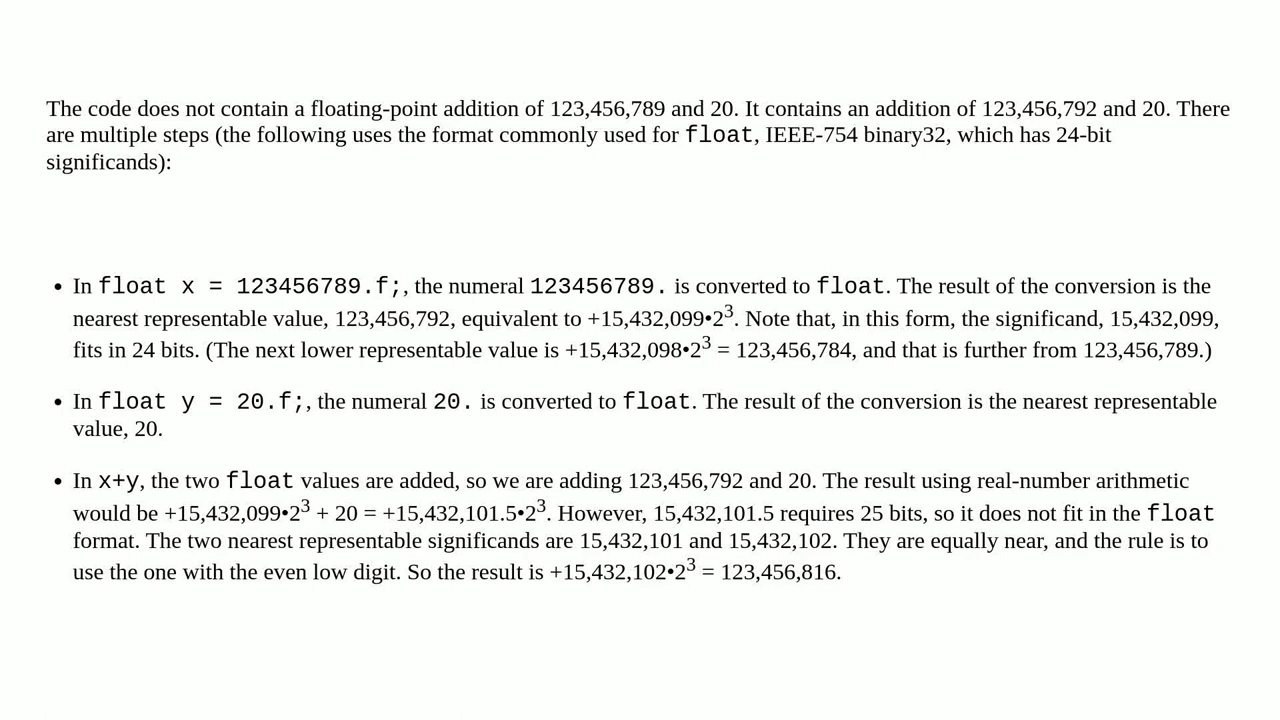 The code does not contain a floating-point addition of 123,456,789 and 20. It contains an addition of 123,456,792 and 20. There
are multiple steps (the following uses the format commonly used for float, IEEE-754 binary32, which has 24-bit
significands):
• In float x = 123456789.f;, the numeral 123456789. is converted to float. The result of the conversion is the
nearest representable value, 123,456,792, equivalent to +15,432,099•2³. Note that, in this form, the significand, 15,432,099,
fits in 24 bits. (The next lower representable value is +15,432,098•2³ = 123,456,784, and that is further from 123,456,789.)
• In float y = 20.f;, the numeral 20. is converted to float. The result of the conversion is the nearest representable
value, 20.
• In x+y, the two float values are added, so we are adding 123,456,792 and 20. The result using real-number arithmetic
would be +15,432,099•2³ + 20 = +15,432,101.5•2³. However, 15,432,101.5 requires 25 bits, so it does not fit in the float
format. The two nearest representable significands are 15,432,101 and 15,432,102. They are equally near, and the rule is to
use the one with the even low digit. So the result is +15,432,102•2³ = 123,456,816.